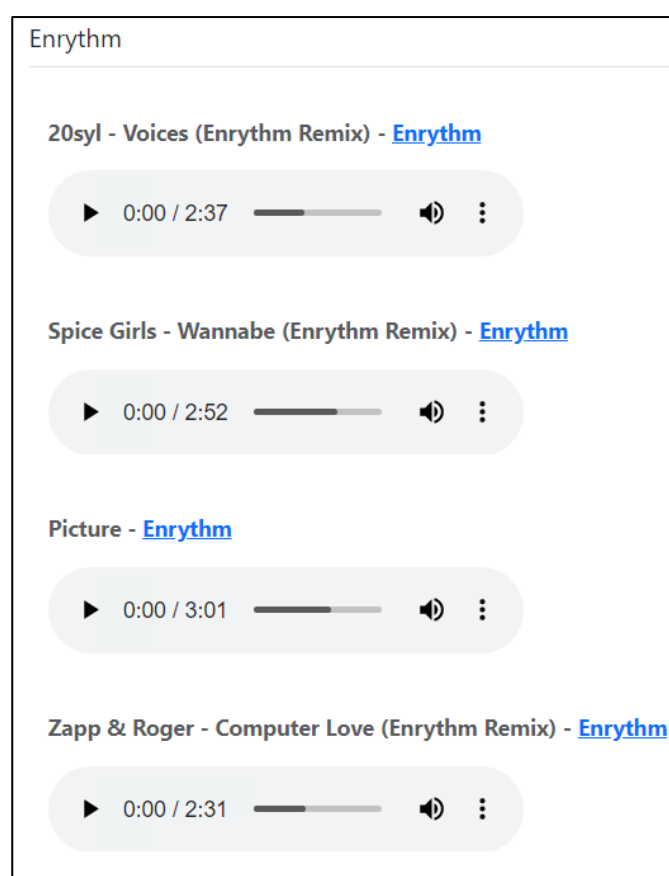 Enrythm
20syl - Voices (Enrythm Remix) - Enrythm
0:00 / 2:37
Spice Girls - Wannabe (Enrythm Remix) - Enrythm
0:00 / 2:52
Picture - Enrythm
0:00 / 3:01
Zapp & Roger - Computer Love (Enrythm Remix) - Enrythm
0:00 / 2:31